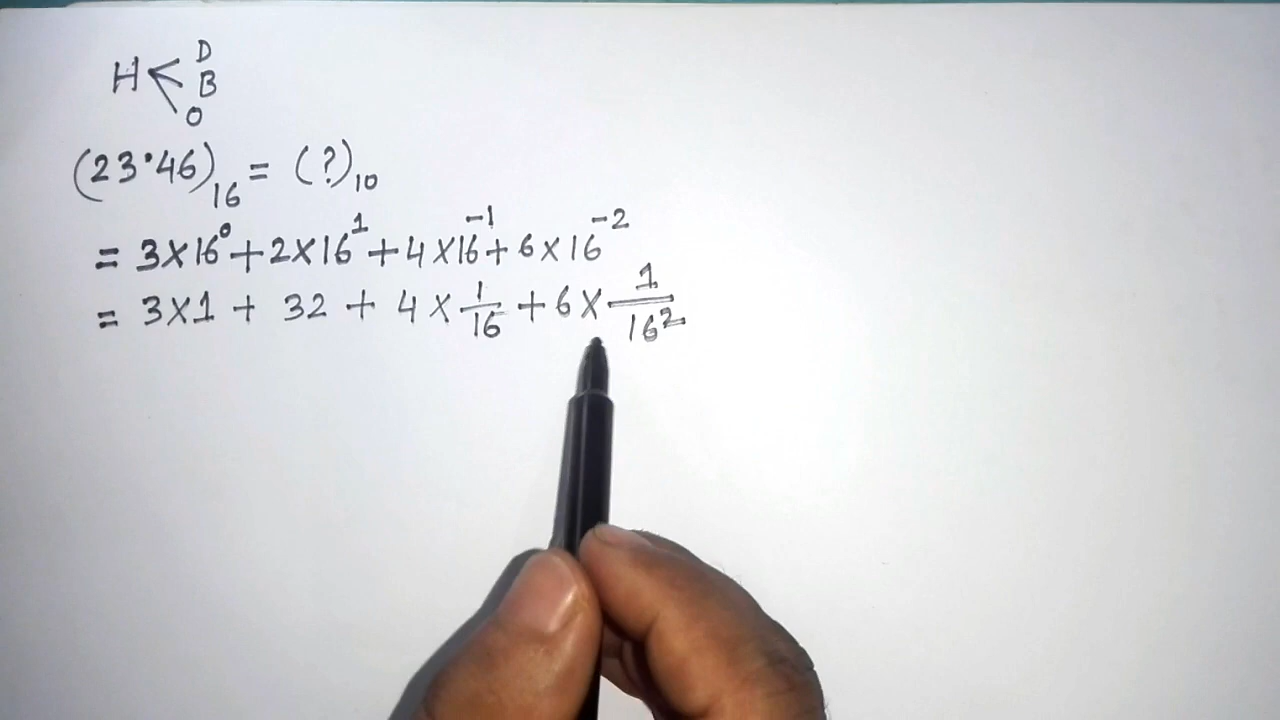 D
H < B
O
(23·46)₁₆ = (?)₁₀
= 3×16⁰ + 2×16¹ + 4×16⁻¹ + 6×16⁻²
= 3×1 + 32 + 4×1/16 + 6×1/16²